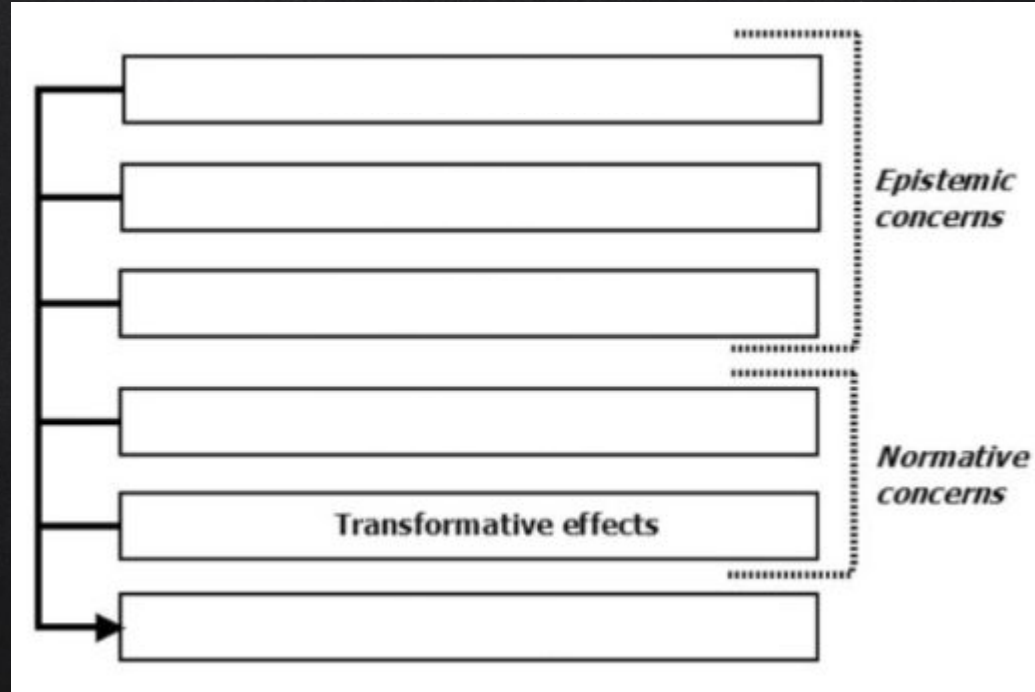 Epistemic
concerns
Normative
concerns
Transformative effects